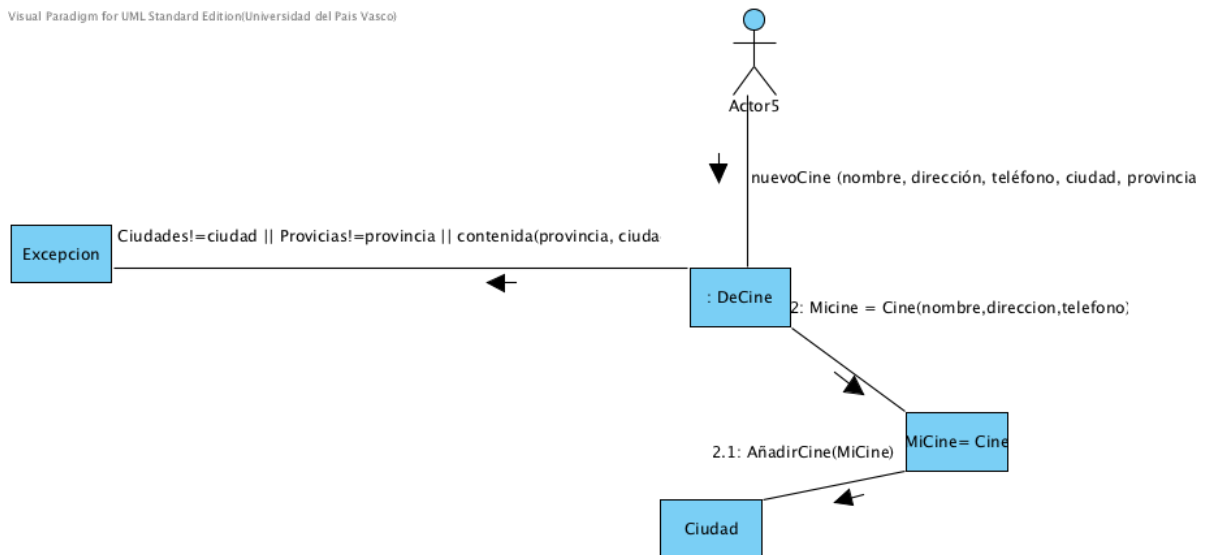 Visual Paradigm for UML Standard Edition(Universidad del Pais Vasco)
Actor5
nuevoCine (nombre, dirección, teléfono, ciudad, provincia
Ciudades!=ciudad || Provicias!=provincia || contenida(provincia, ciuda
Excepcion
: DeCine
2: Micine = Cine(nombre,direccion,telefono)
MiCine= Cine
2.1: AñadirCine(MiCine)
Ciudad